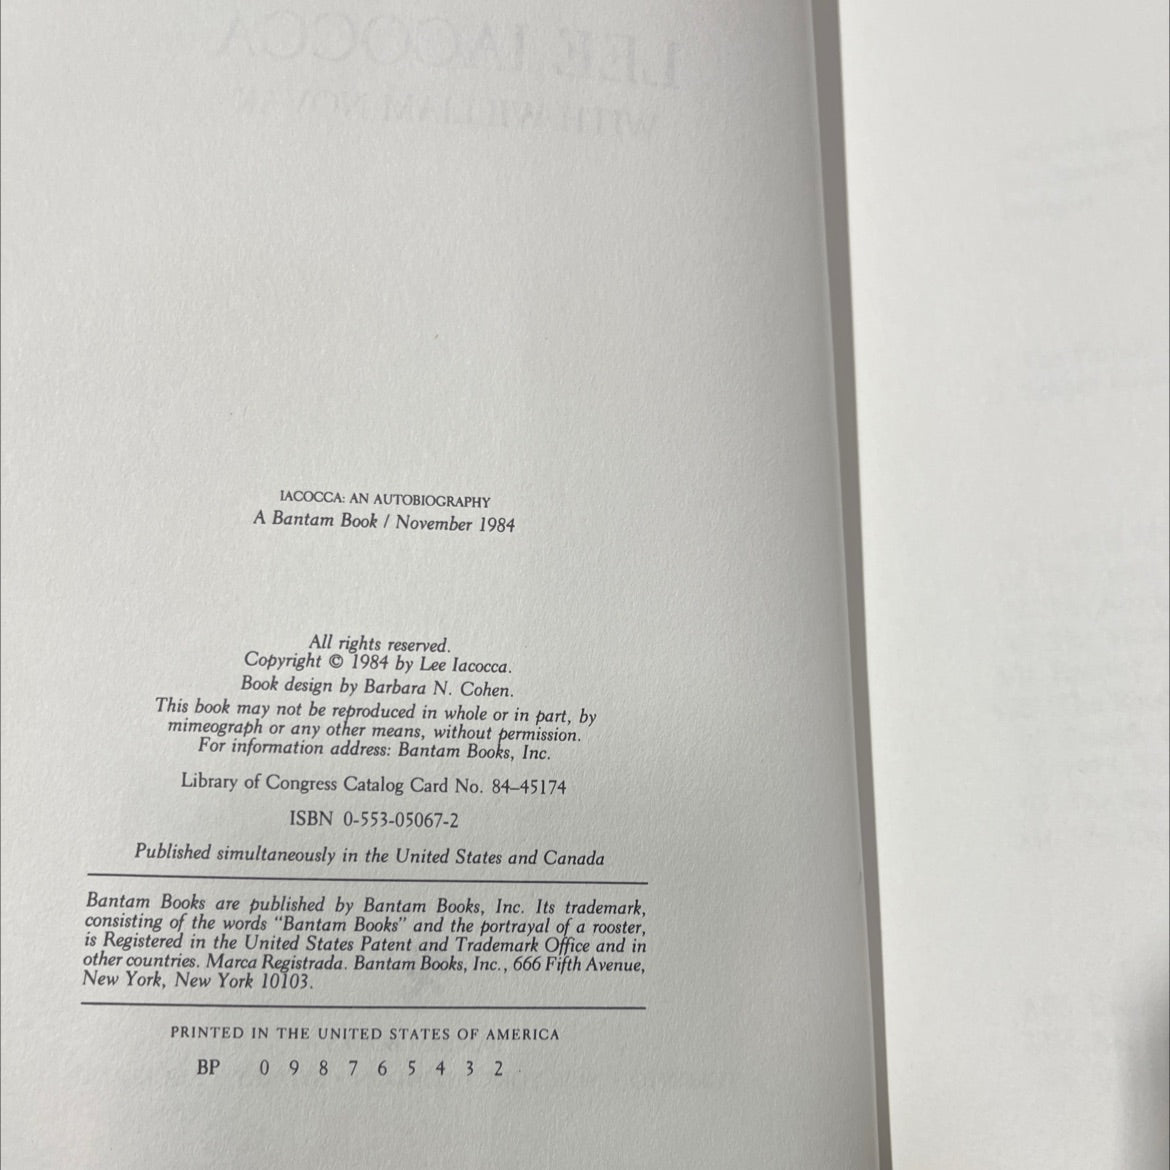 LEE IACOCCA
WITH WILLIAM NOVAK
IACOCCA: AN AUTOBIOGRAPHY
A Bantam Book / November 1984
All rights reserved.
Copyright © 1984 by Lee Iacocca.
Book design by Barbara N. Cohen.
This book may not be reproduced in whole or in part, by
mimeograph or any other means, without permission.
For information address: Bantam Books, Inc.
Library of Congress Catalog Card No. 84–45174
ISBN 0-553-05067-2
Published simultaneously in the United States and Canada
Bantam Books are published by Bantam Books, Inc. Its trademark,
consisting of the words “Bantam Books” and the portrayal of a rooster,
is Registered in the United States Patent and Trademark Office and in
other countries. Marca Registrada. Bantam Books, Inc., 666 Fifth Avenue,
New York, New York 10103.
PRINTED IN THE UNITED STATES OF AMERICA
BP 0 9 8 7 6 5 4 3 2